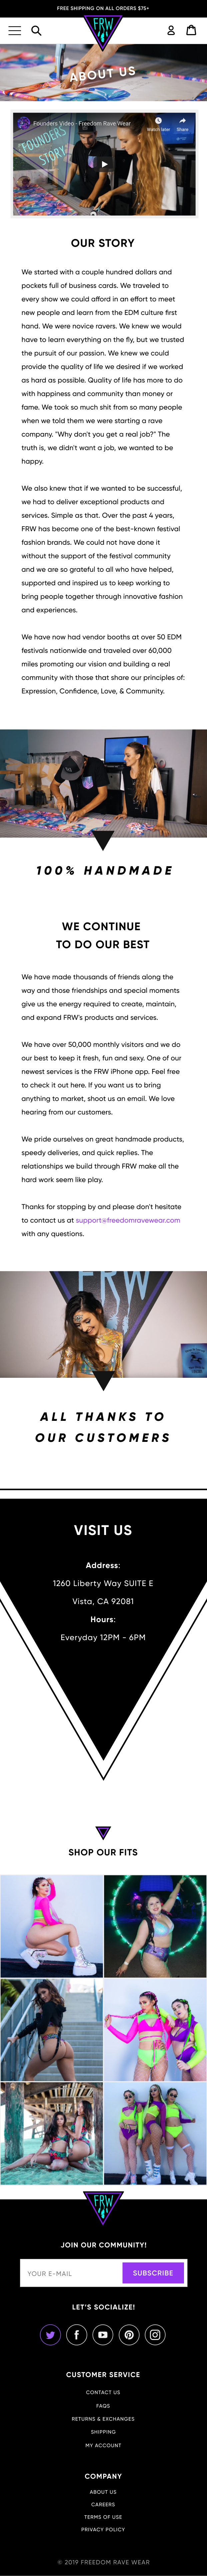 FREE SHIPPING ON ALL ORDERS $75+
FRW
ABOUT US
Founders Video - Freedom Rave Wear
Watch later
Share
"FOUNDERS
STORY"
OUR STORY
We started with a couple hundred dollars and
pockets full of business cards. We traveled to
every show we could afford in an effort to meet
new people and learn from the EDM culture first
hand. We were novice ravers. We knew we would
have to learn everything on the fly, but we trusted
the pursuit of our passion. We knew we could
provide the quality of life we desired if we worked
as hard as possible. Quality of life has more to do
with happiness and community than money or
fame. We took so much shit from so many people
when we told them we were starting a rave
company. "Why don't you get a real job?" The
truth is, we didn't want a job, we wanted to be
happy.
We also knew that if we wanted to be successful,
we had to deliver exceptional products and
services. Simple as that. Over the past 4 years,
FRW has become one of the best-known festival
fashion brands. We could not have done it
without the support of the festival community
and we are so grateful to all who have helped,
supported and inspired us to keep working to
bring people together through innovative fashion
and experiences.
We have now had vendor booths at over 50 EDM
festivals nationwide and traveled over 60,000
miles promoting our vision and building a real
community with those that share our principles of:
Expression, Confidence, Love, & Community.
100% HANDMADE
WE CONTINUE
TO DO OUR BEST
We have made thousands of friends along the
way and those friendships and special moments
give us the energy required to create, maintain,
and expand FRW's products and services.
We have over 50,000 monthly visitors and we do
our best to keep it fresh, fun and sexy. One of our
newest services is the FRW iPhone app. Feel free
to check it out here. If you want us to bring
anything to market, shout us an email. We love
hearing from our customers.
We pride ourselves on great handmade products,
speedy deliveries, and quick replies. The
relationships we build through FRW make all the
hard work seem like play.
Thanks for stopping by and please don't hesitate
to contact us at support@freedomravewear.com
with any questions.
FRW
ALL THANKS TO
OUR CUSTOMERS
VISIT US
Address:
1260 Liberty Way SUITE E
Vista, CA 92081
Hours:
Everyday 12PM - 6PM
SHOP OUR FITS
FRW
JOIN OUR COMMUNITY!
YOUR E-MAIL
SUBSCRIBE
LET'S SOCIALIZE!
CUSTOMER SERVICE
CONTACT US
FAQS
RETURNS & EXCHANGES
SHIPPING
MY ACCOUNT
COMPANY
ABOUT US
CAREERS
TERMS OF USE
PRIVACY POLICY
© 2019 FREEDOM RAVE WEAR